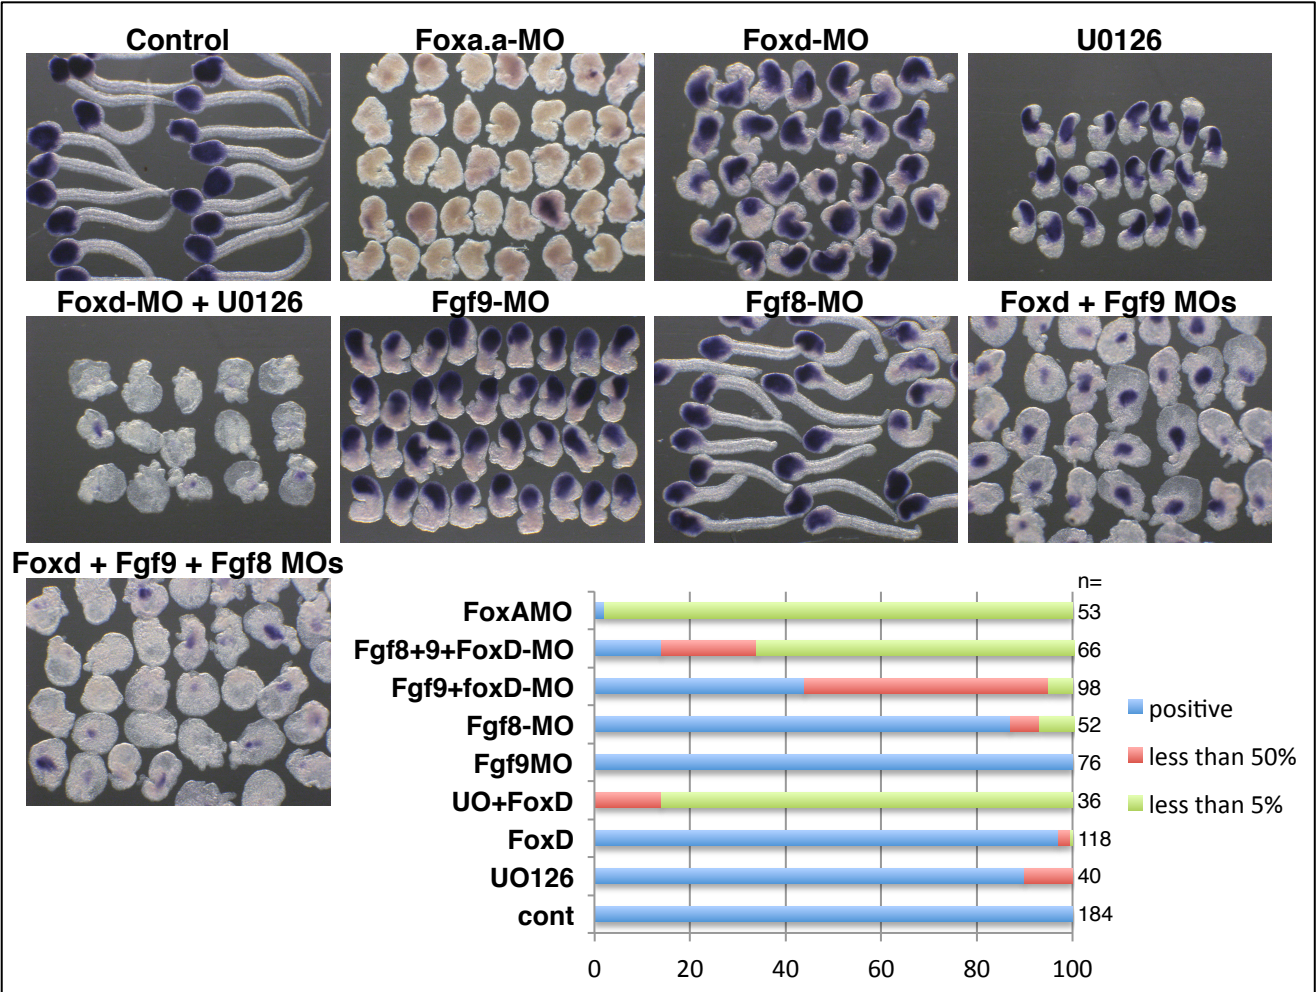 Control Foxa.a-MO Foxd-MO U0126
Foxd-MO + U0126 Fgf9-MO Fgf8-MO Foxd + Fgf9 MOs
Foxd + Fgf9 + Fgf8 MOs
n=
FoxAMO 53
Fgf8+9+FoxD-MO 66
Fgf9+foxD-MO 98
Fgf8-MO 52
Fgf9MO 76
UO+FoxD 36
FoxD 118
UO126 40
cont 184
0 20 40 60 80 100
positive
less than 50%
less than 5%